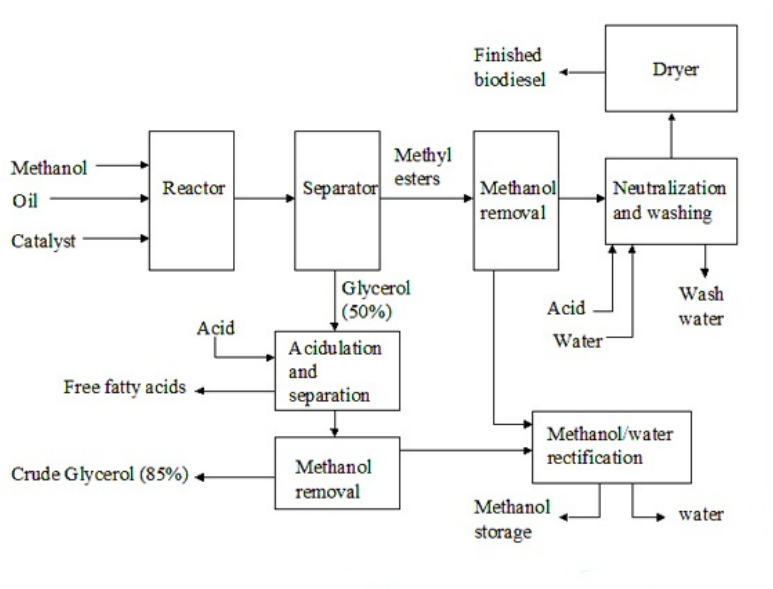 Finished
biodiesel
Dryer
Methanol
Oil
Catalyst
Reactor
Separator
Methyl
esters
Methanol
removal
Neutralization
and washing
Glycerol
(50%)
Acid
Water
Wash
water
Acid
Acidulation
and
separation
Free fatty acids
Methanol/water
rectification
Crude Glycerol (85%)
Methanol
removal
Methanol
storage
water